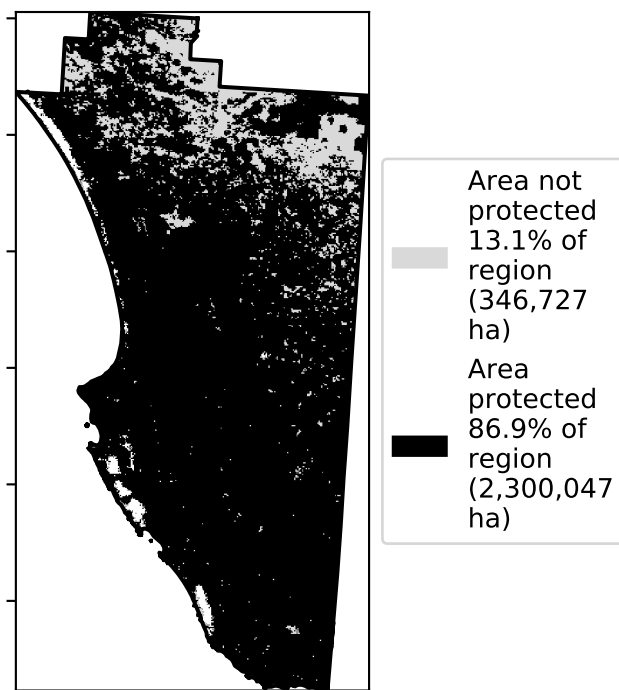 Area not
protected
13.1% of
region
(346,727
ha)
Area
protected
86.9% of
region
(2,300,047
ha)